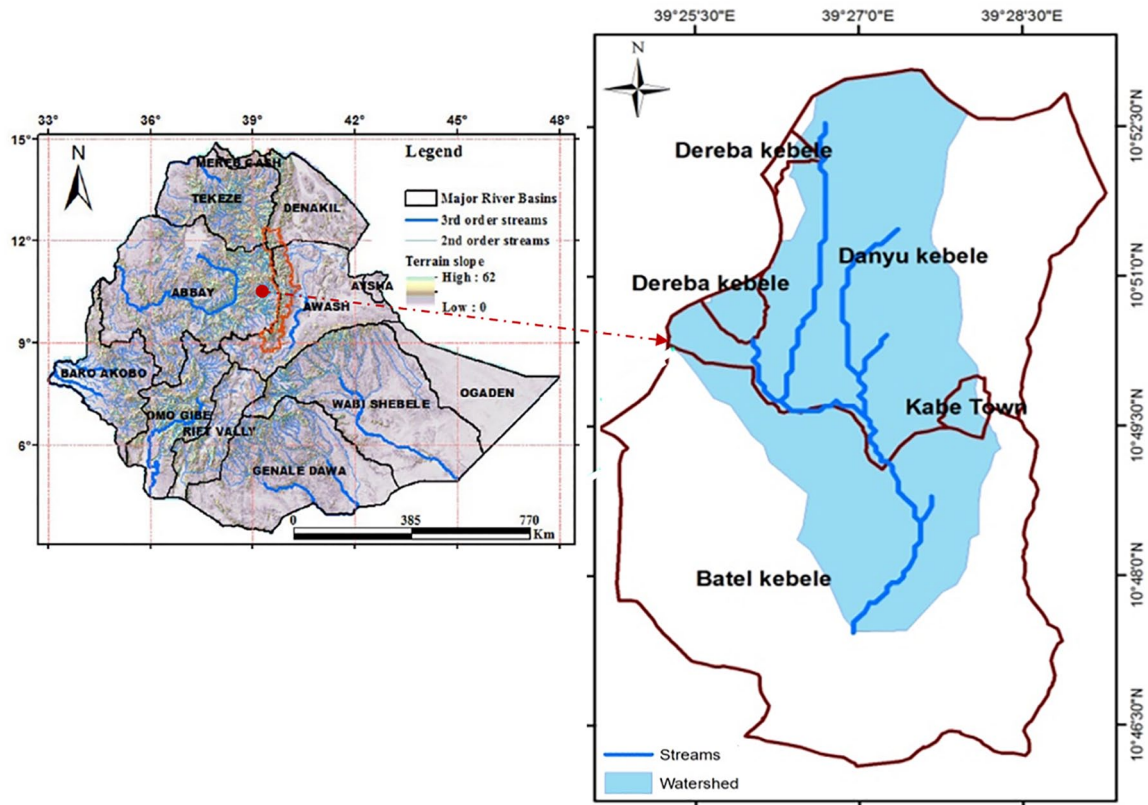 33°
36°
39°
42°
45°
48°
15°
12°
9°
6°
N
Legend
Major River Basins
3rd order streams
2nd order streams
Terrain slope
High : 62
Low : 0
MEREB GASH
TEKEZE
DENAKIL
ABBAY
AYSHA
AWASH
BARO AKOBO
OGADEN
OMO GIBE
WABI SHEBELE
RIFT VALLY
GENALE DAWA
0 385 770
Km
39°25'30"E
39°27'0"E
39°28'30"E
N
10°52'30"N
10°51'0"N
10°49'30"N
10°48'0"N
10°46'30"N
Dereba kebele
Danyu kebele
Dereba kebele
Kabe Town
Batel kebele
Streams
Watershed